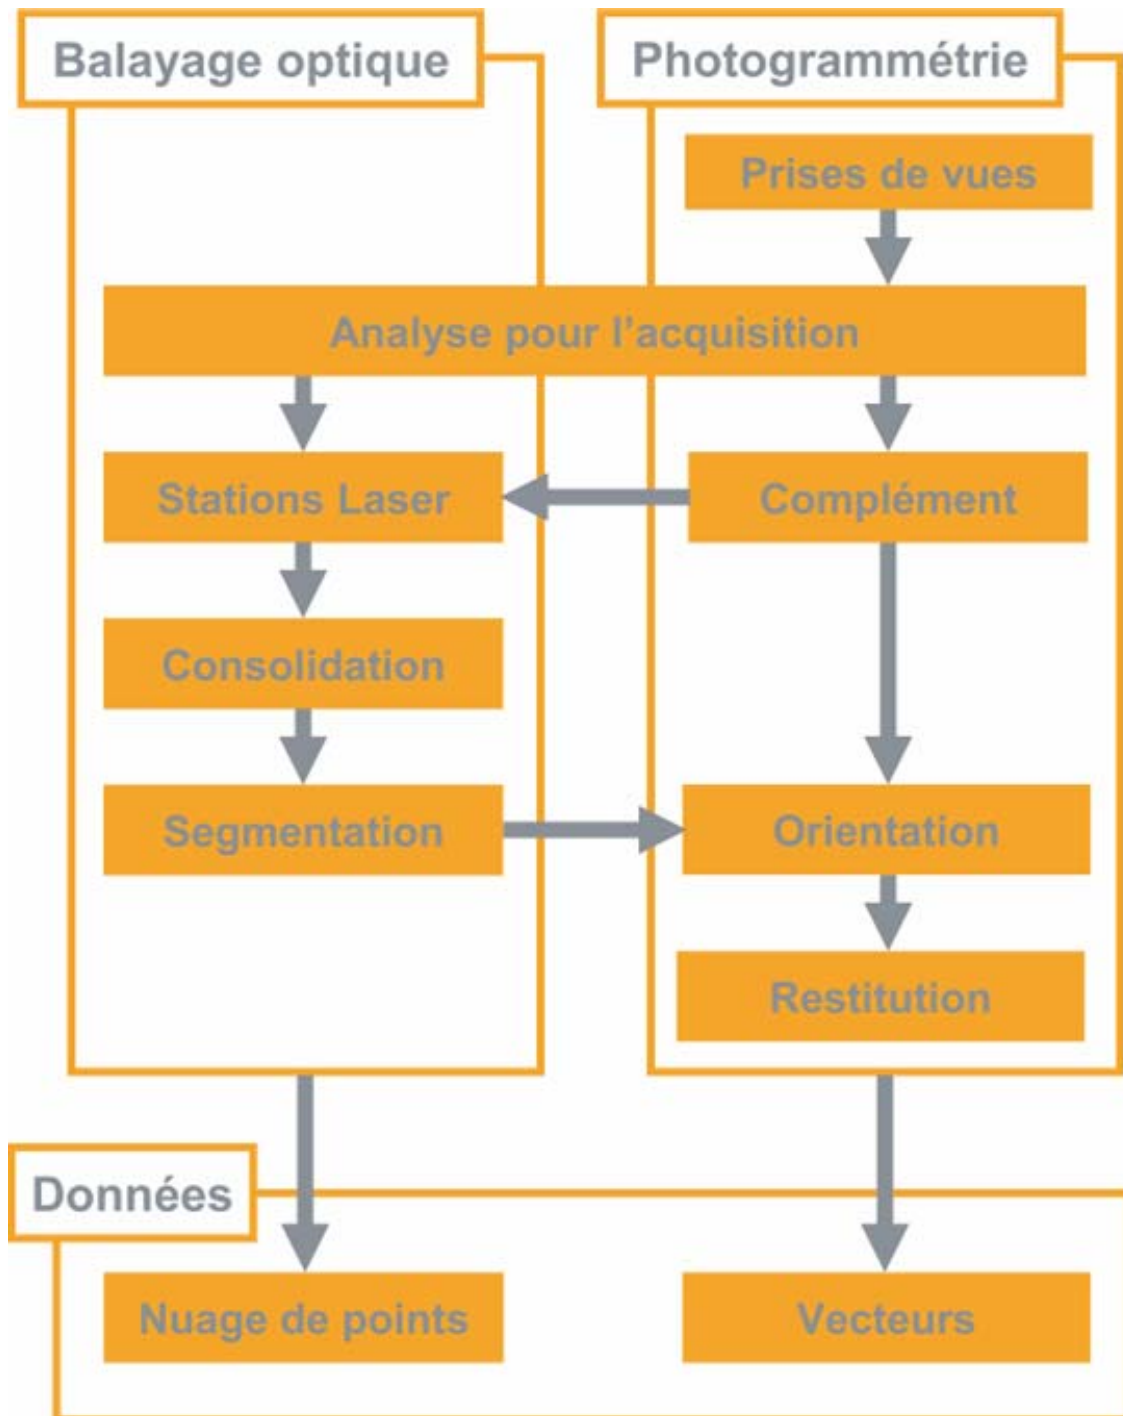 Balayage optique
Photogrammétrie
Prises de vues
Analyse pour l’acquisition
Stations Laser
Complément
Consolidation
Segmentation
Orientation
Restitution
Données
Nuage de points
Vecteurs